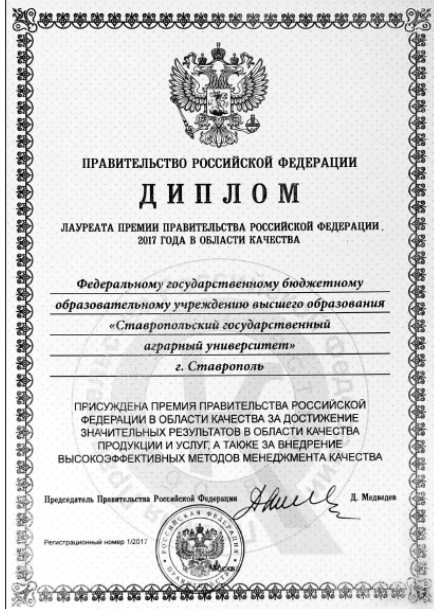 ПРАВИТЕЛЬСТВО РОССИЙСКОЙ ФЕДЕРАЦИИ
ДИПЛОМ
ЛАУРЕАТА ПРЕМИИ ПРАВИТЕЛЬСТВА РОССИЙСКОЙ ФЕДЕРАЦИИ
2017 ГОДА В ОБЛАСТИ КАЧЕСТВА
Федеральному государственному бюджетному
образовательному учреждению высшего образования
«Ставропольский государственный
аграрный университет»
г. Ставрополь
ПРИСУЖДЕНА ПРЕМИЯ ПРАВИТЕЛЬСТВА РОССИЙСКОЙ
ФЕДЕРАЦИИ В ОБЛАСТИ КАЧЕСТВА ЗА ДОСТИЖЕНИЕ
ЗНАЧИТЕЛЬНЫХ РЕЗУЛЬТАТОВ В ОБЛАСТИ КАЧЕСТВА
ПРОДУКЦИИ И УСЛУГ, А ТАКЖЕ ЗА ВНЕДРЕНИЕ
ВЫСОКОЭФФЕКТИВНЫХ МЕТОДОВ МЕНЕДЖМЕНТА КАЧЕСТВА
Председатель Правительства Российской Федерации Д. Медведев
Регистрационный номер 1/2017
Москва